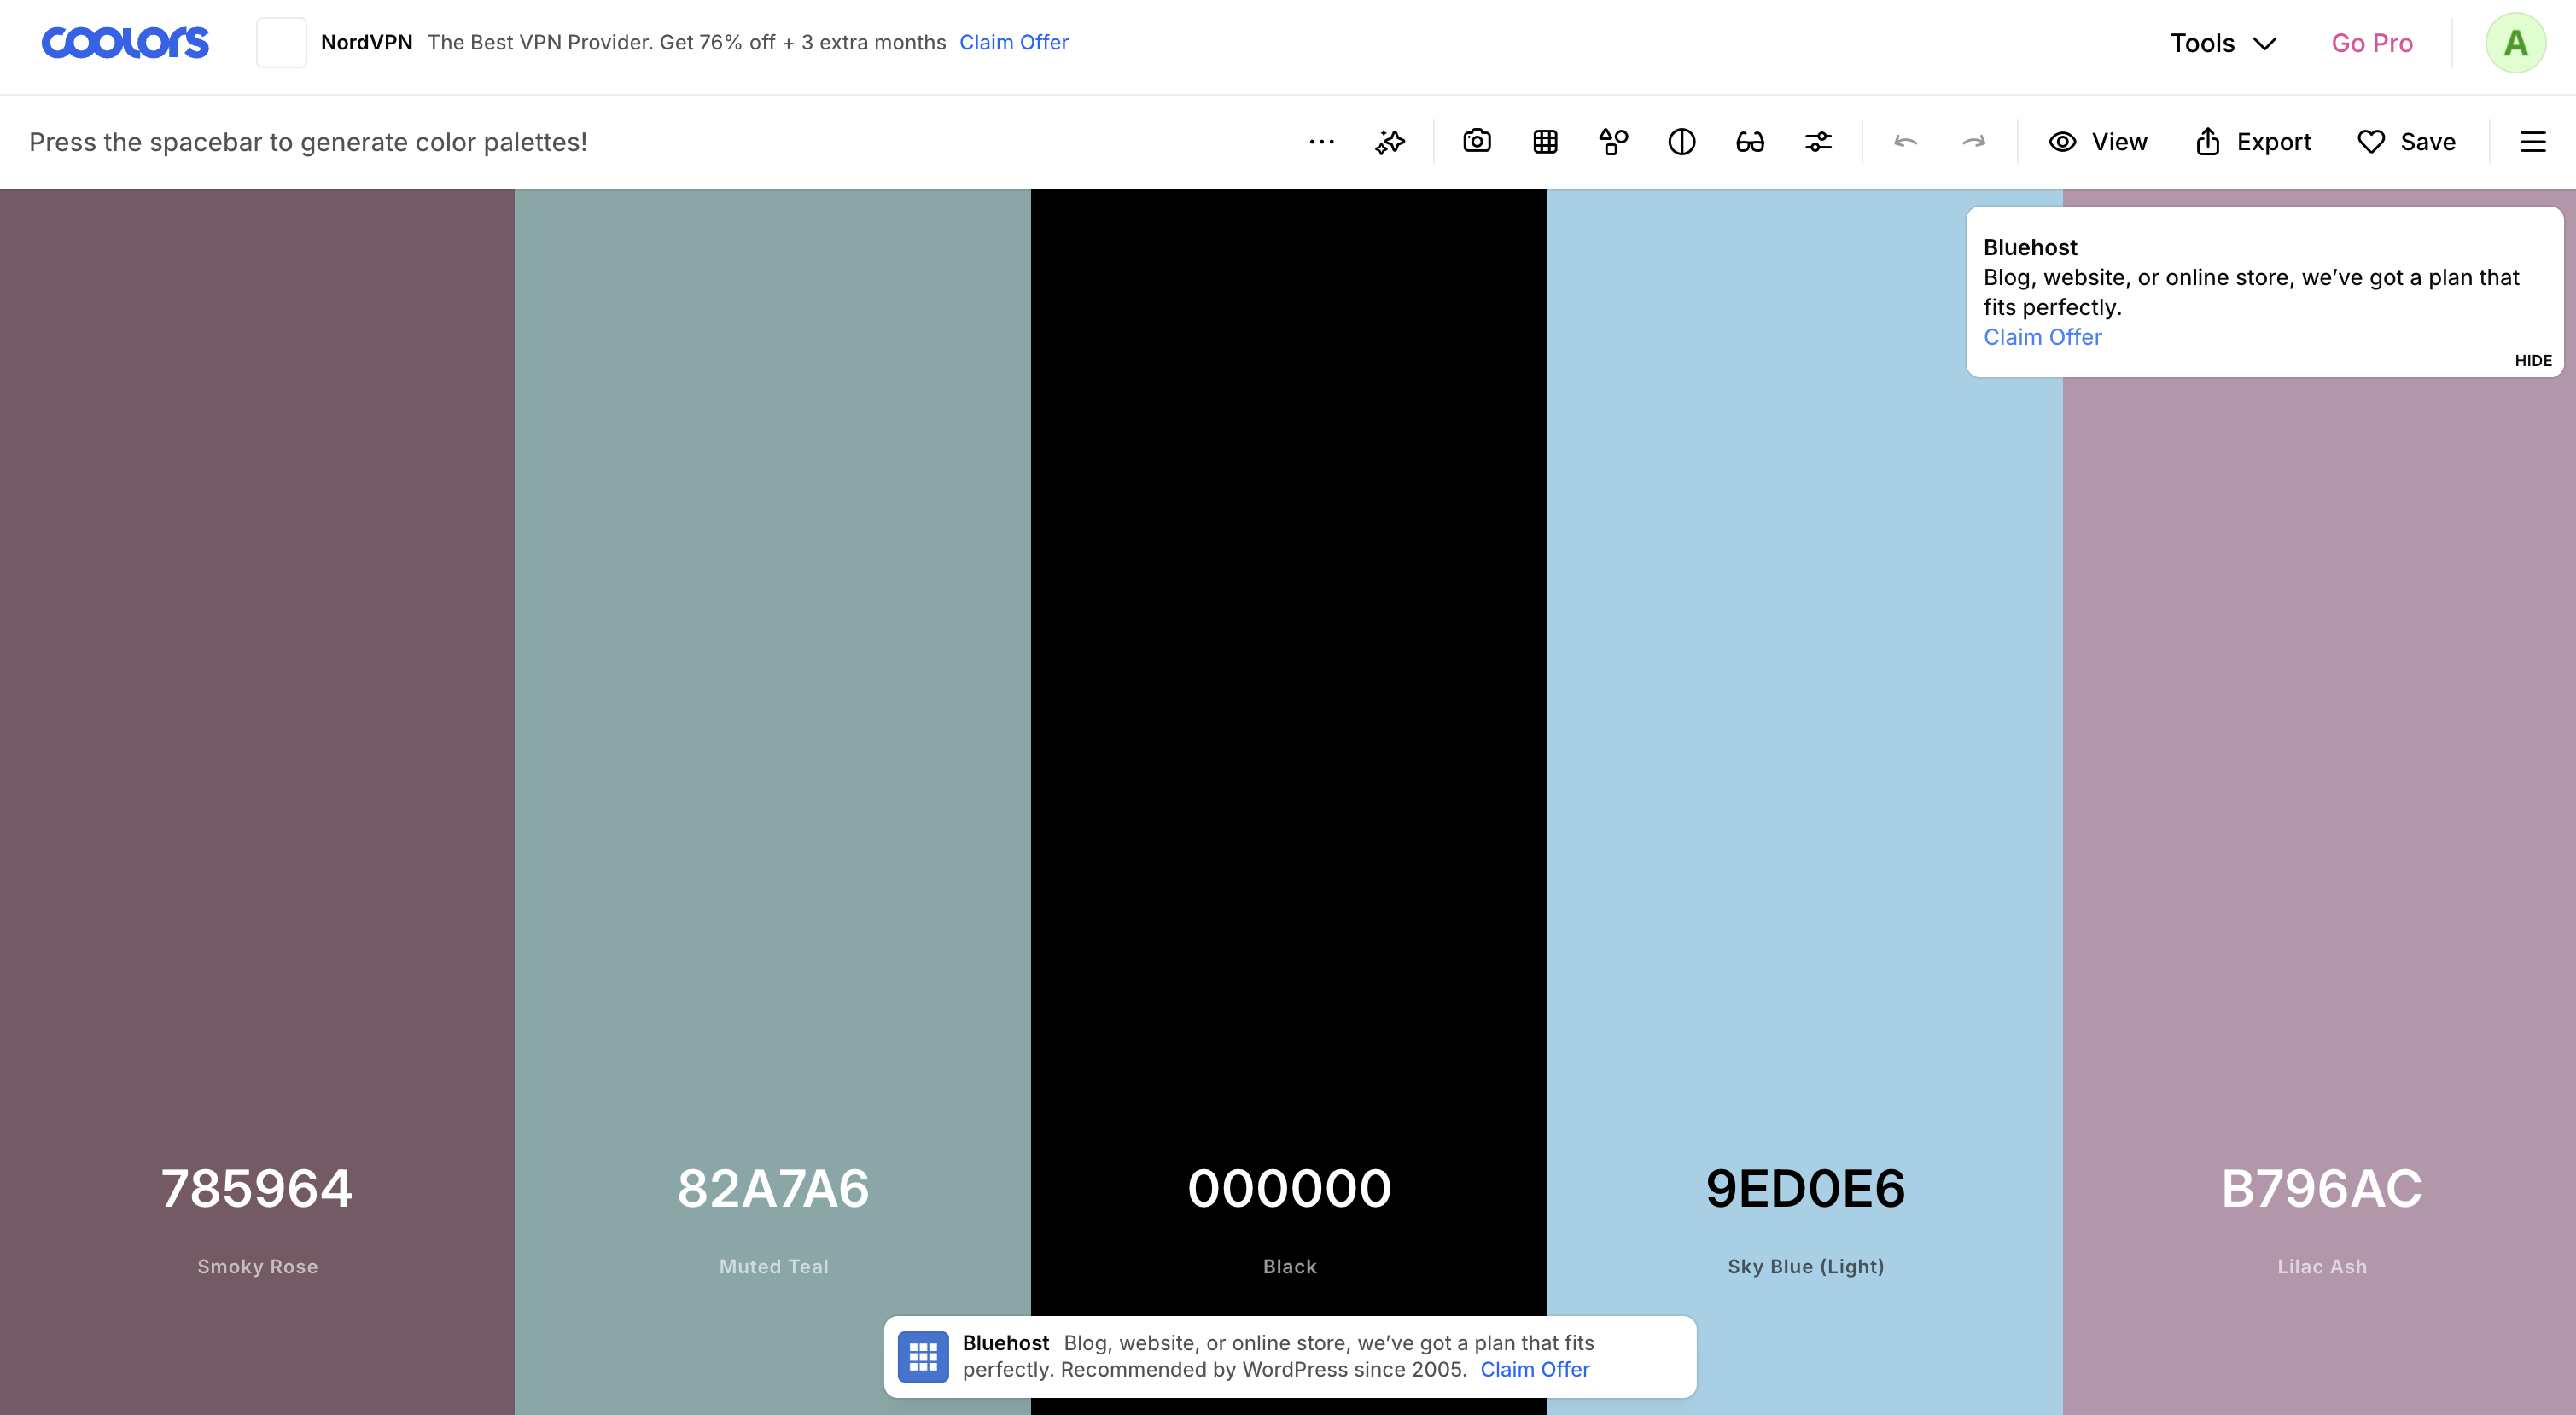 coolors
NordVPN The Best VPN Provider. Get 76% off + 3 extra months Claim Offer
Tools
Go Pro
A
Press the spacebar to generate color palettes!
View
Export
Save
Bluehost
Blog, website, or online store, we’ve got a plan that
fits perfectly.
Claim Offer
HIDE
785964
Smoky Rose
82A7A6
Muted Teal
000000
Black
9ED0E6
Sky Blue (Light)
B796AC
Lilac Ash
Bluehost Blog, website, or online store, we’ve got a plan that fits
perfectly. Recommended by WordPress since 2005. Claim Offer